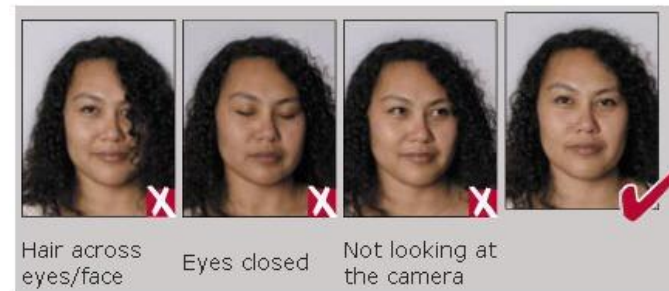 Hair across
eyes/face
Eyes closed
Not looking at
the camera